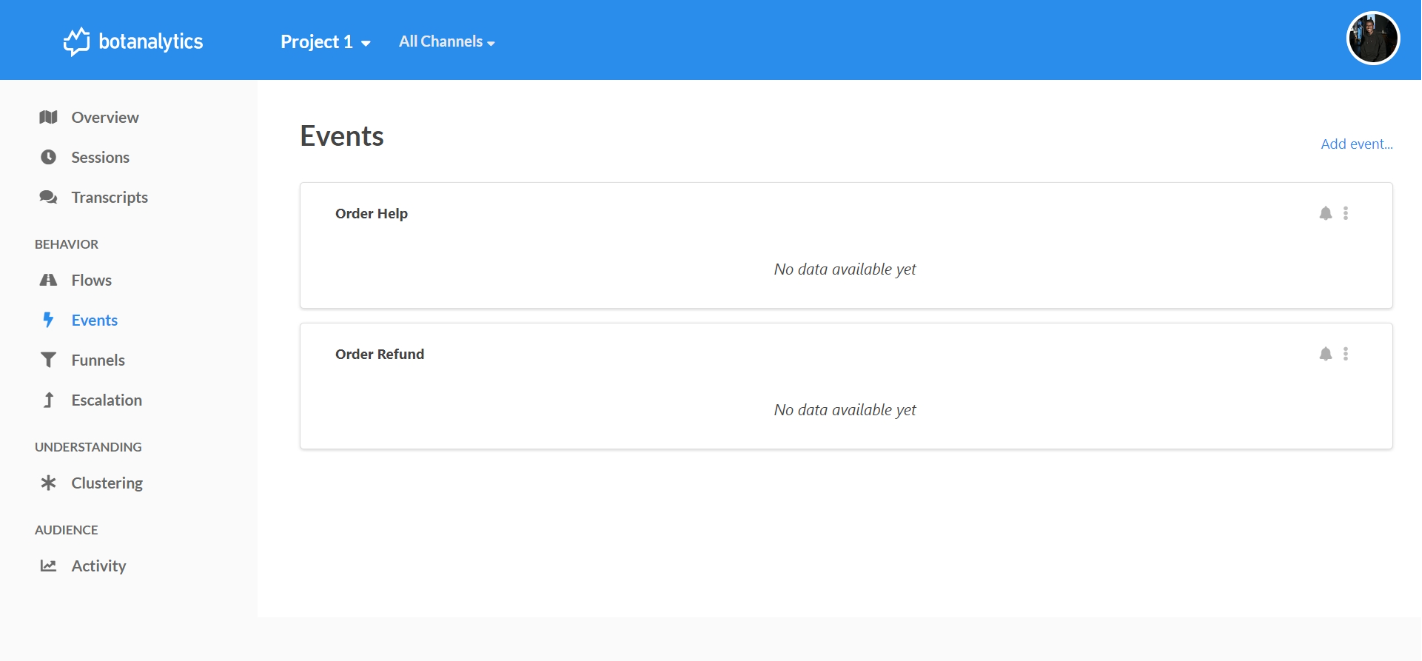 botanalytics
Project 1
All Channels
Overview
Sessions
Transcripts
BEHAVIOR
Flows
Events
Funnels
Escalation
UNDERSTANDING
Clustering
AUDIENCE
Activity
Events
Add event...
Order Help
No data available yet
Order Refund
No data available yet